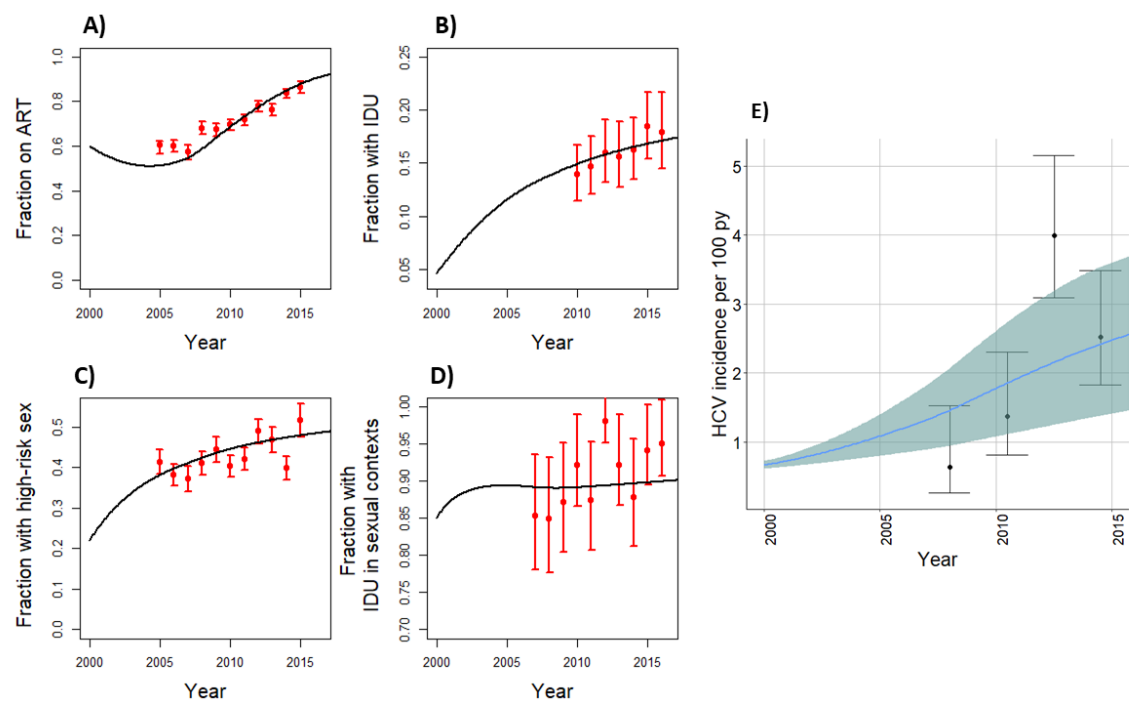 A)
Fraction on ART
1.0
0.8
0.6
0.4
0.2
0.0
2000 2005 2010 2015
Year
B)
Fraction with IDU
0.25
0.20
0.15
0.10
0.05
2000 2005 2010 2015
Year
C)
Fraction with high-risk sex
0.5
0.4
0.3
0.2
0.1
0.0
2000 2005 2010 2015
Year
D)
Fraction with
IDU in sexual contexts
1.00
0.95
0.90
0.85
0.80
0.75
0.70
2000 2005 2010 2015
Year
E)
HCV incidence per 100 py
5
4
3
2
1
2000 2005 2010 2015
Year